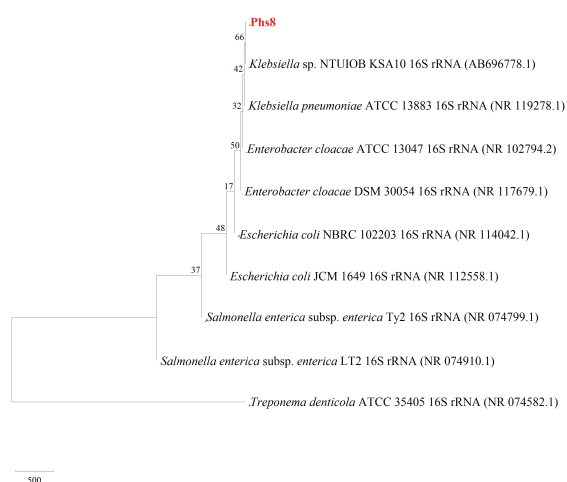 Phs8
66
Klebsiella sp. NTUIOB KSA10 16S rRNA (AB696778.1)
42
Klebsiella pneumoniae ATCC 13883 16S rRNA (NR 119278.1)
32
Enterobacter cloacae ATCC 13047 16S rRNA (NR 102794.2)
50
Enterobacter cloacae DSM 30054 16S rRNA (NR 117679.1)
17
Escherichia coli NBRC 102203 16S rRNA (NR 114042.1)
48
Escherichia coli JCM 1649 16S rRNA (NR 112558.1)
37
Salmonella enterica subsp. enterica Ty2 16S rRNA (NR 074799.1)
Salmonella enterica subsp. enterica LT2 16S rRNA (NR 074910.1)
Treponema denticola ATCC 35405 16S rRNA (NR 074582.1)
500